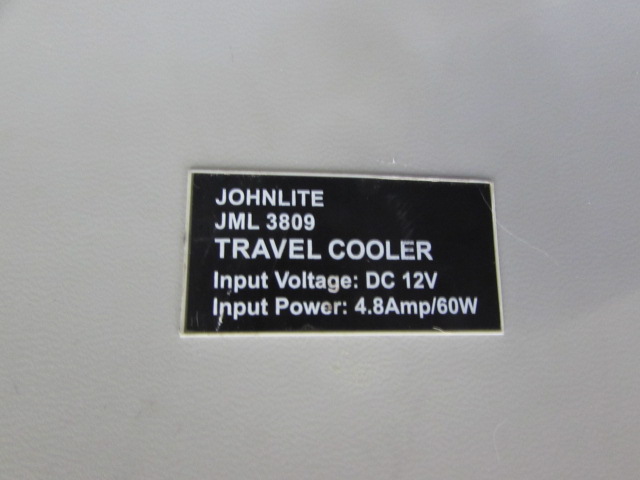 JOHNLITE
JML 3809
TRAVEL COOLER
Input Voltage: DC 12V
Input Power: 4.8Amp/60W